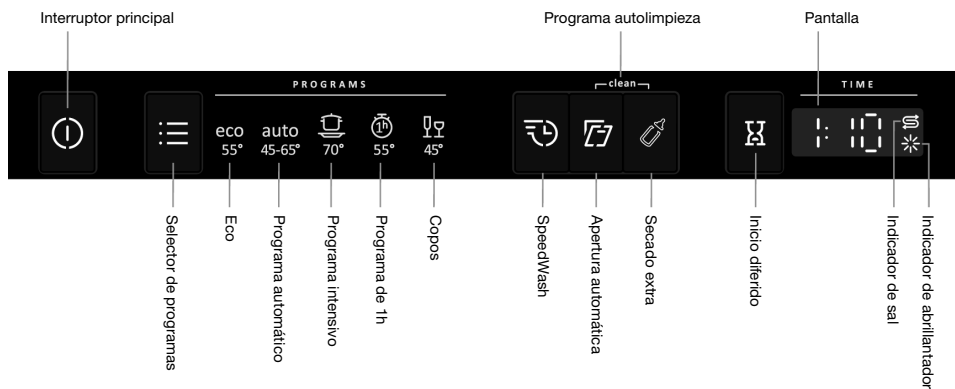 Interruptor principal
Programa autolimpieza
Pantalla
PROGRAMS
clean
TIME
eco
auto
1h
1:10
55°
45-65°
70°
55°
45°
Selector de programas
Eco
Programa automático
Programa intensivo
Programa de 1h
Copos
SpeedWash
Apertura automática
Secado extra
Inicio diferido
Indicador de sal
Indicador de abrillantador